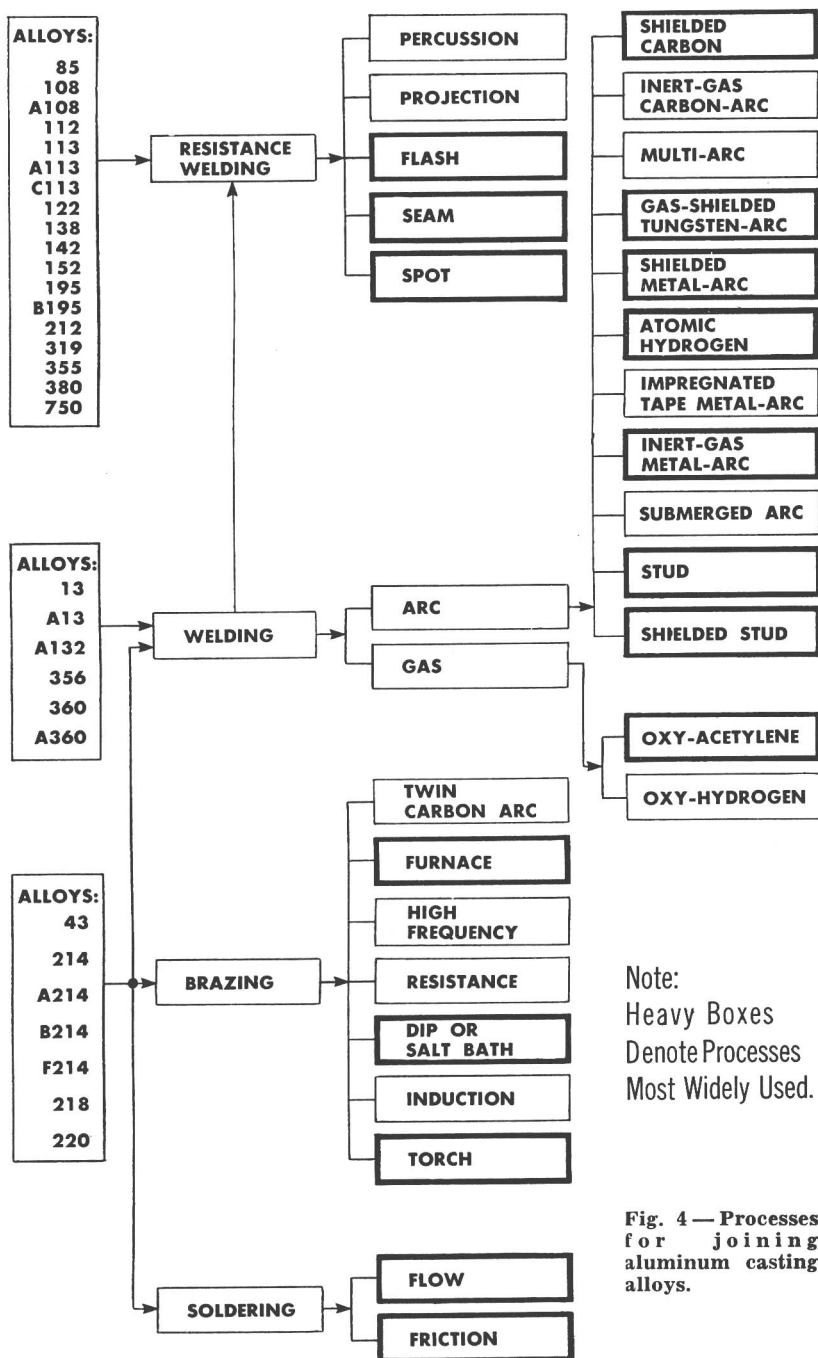 ALLOYS:
85
108
A108
112
113
A113
C113
122
138
142
152
195
B195
212
319
355
380
750
RESISTANCE
WELDING
PERCUSSION
PROJECTION
FLASH
SEAM
SPOT
SHIELDED
CARBON
INERT-GAS
CARBON-ARC
MULTI-ARC
GAS-SHIELDED
TUNGSTEN-ARC
SHIELDED
METAL-ARC
ATOMIC
HYDROGEN
IMPREGNATED
TAPE METAL-ARC
INERT-GAS
METAL-ARC
SUBMERGED ARC
STUD
SHIELDED STUD
ALLOYS:
13
A13
A132
356
360
A360
WELDING
ARC
GAS
OXY-ACETYLENE
OXY-HYDROGEN
ALLOYS:
43
214
A214
B214
F214
218
220
BRAZING
TWIN
CARBON ARC
FURNACE
HIGH
FREQUENCY
RESISTANCE
DIP OR
SALT BATH
INDUCTION
TORCH
SOLDERING
FLOW
FRICTION
Note:
Heavy Boxes
Denote Processes
Most Widely Used.
Fig. 4 — Processes
for joining
aluminum casting
alloys.